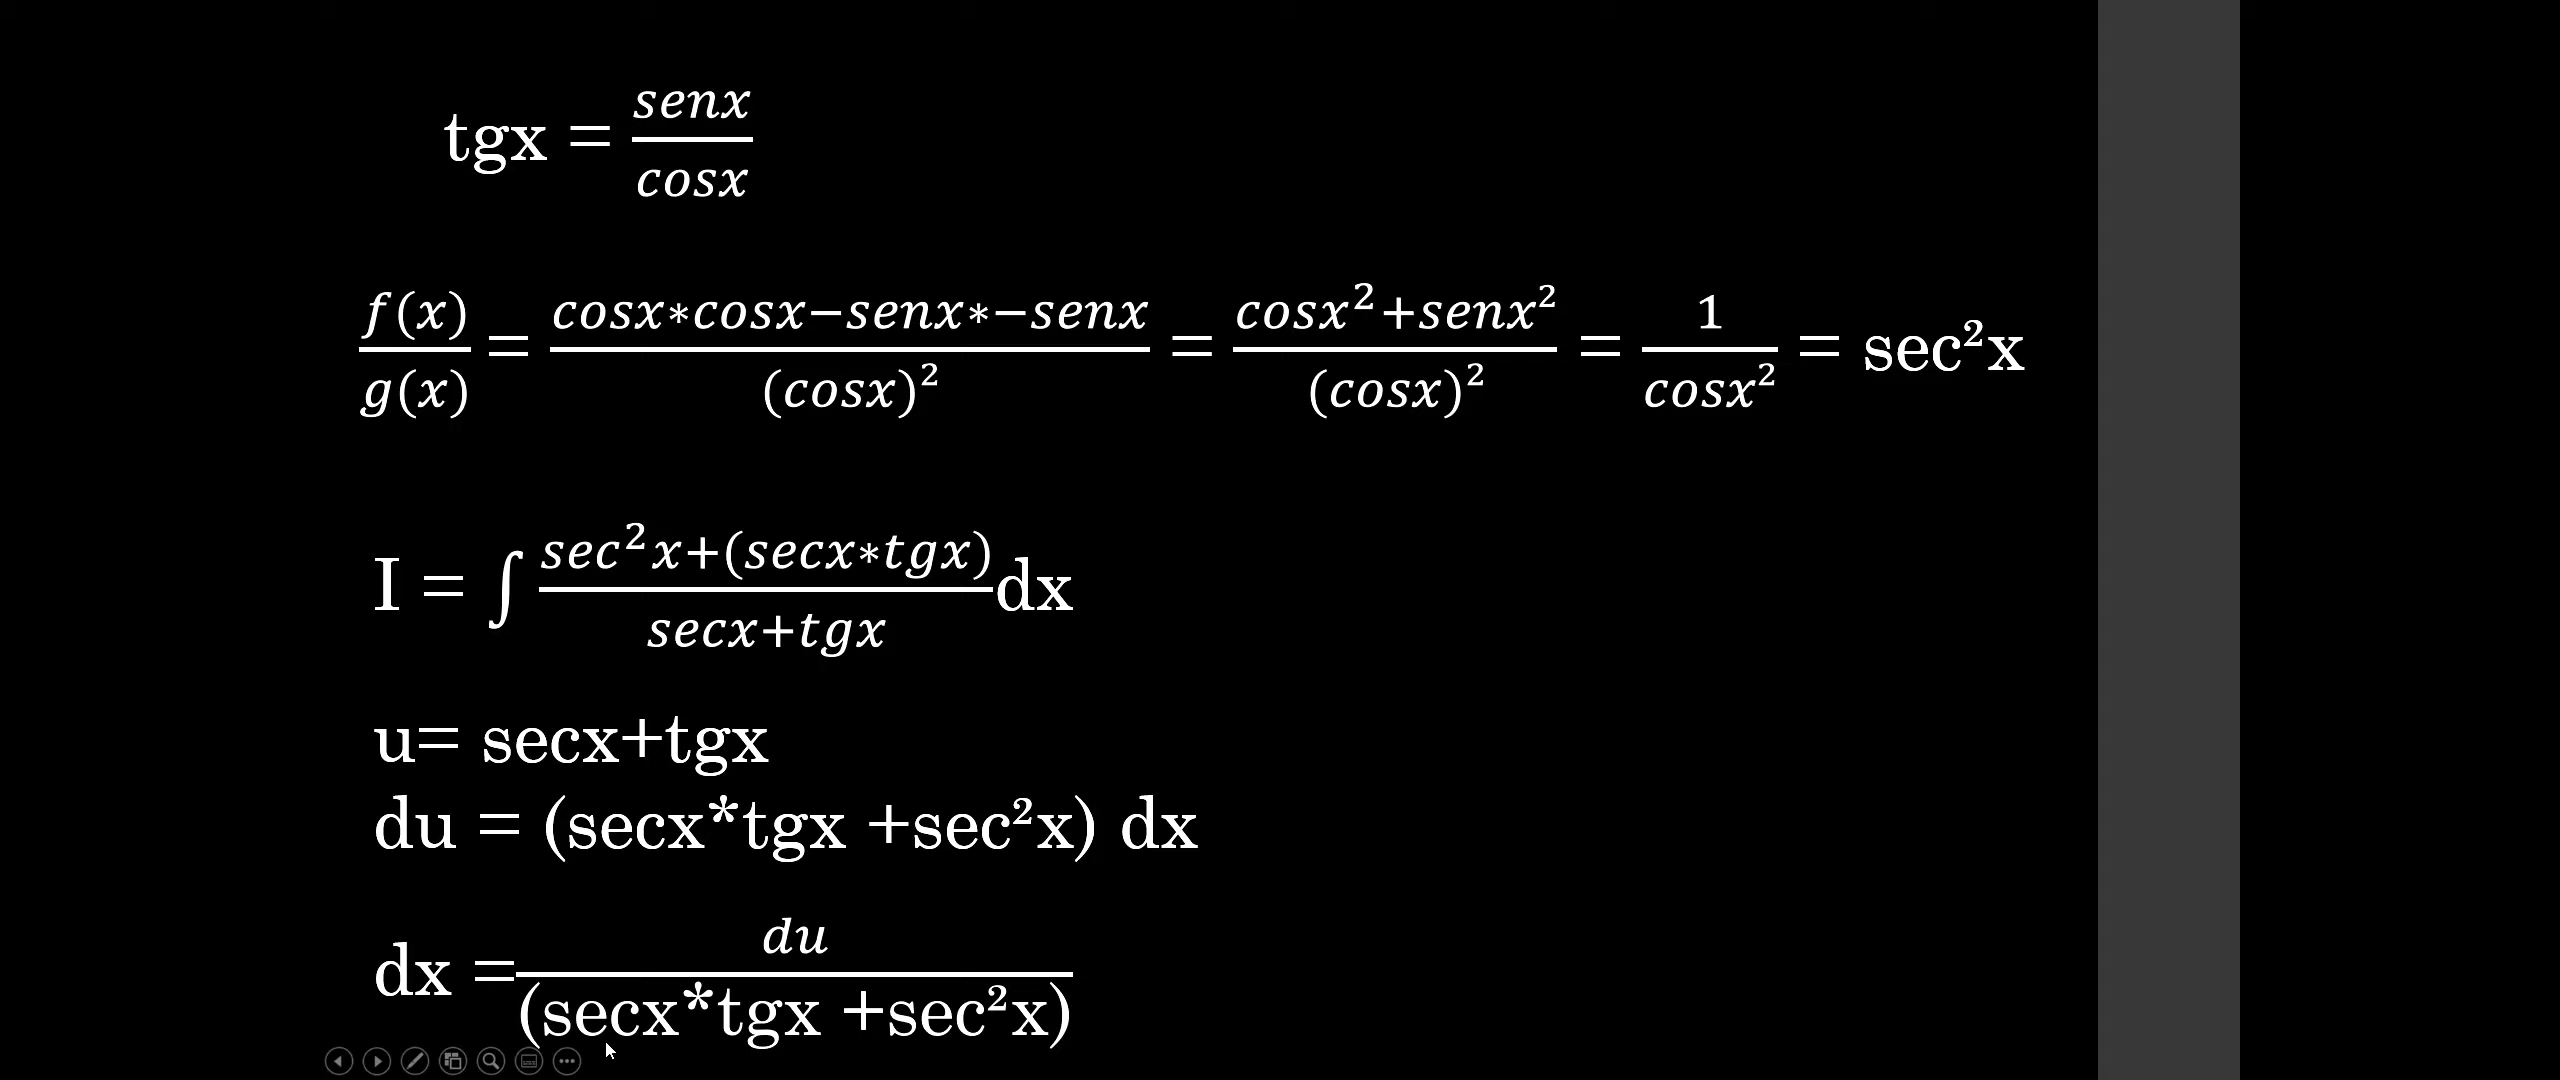 tgx = senx/cosx
f(x)/g(x) = cosx*cosx−senx*−senx/(cosx)² = cosx²+senx²/(cosx)² = 1/cosx² = sec²x
I = ∫ sec²x+(secx*tgx)/secx+tgx dx
u= secx+tgx
du = (secx*tgx +sec²x) dx
dx = du/(secx*tgx +sec²x)